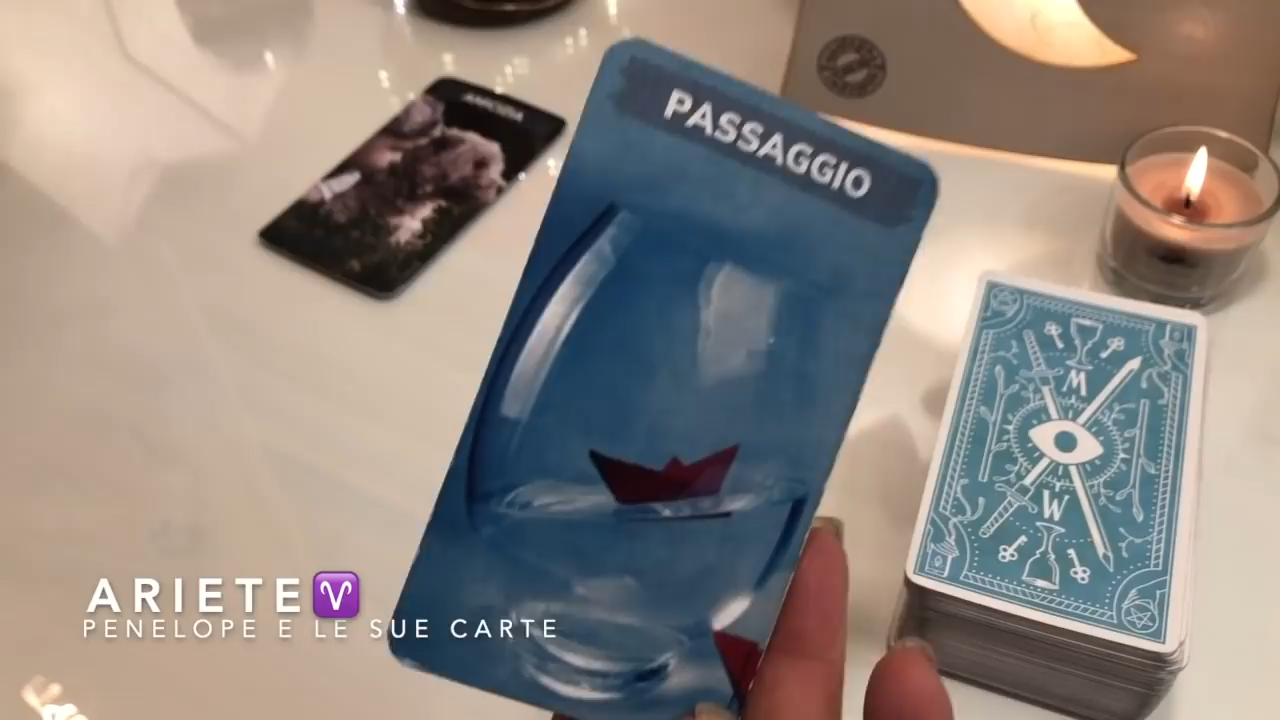 PASSAGGIO
M
W
ARIETE♈
PENELOPE E LE SUE CARTE